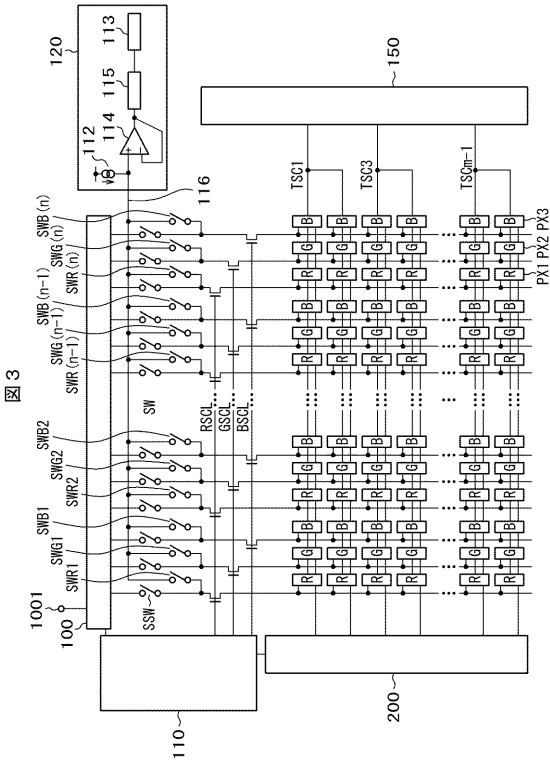 図3
1001
100
SWR1
SWG1
SWB1
SWR2
SWG2
SWB2
SWR(n-1)
SWG(n-1)
SWB(n-1)
SWR(n)
SWG(n)
SWB(n)
116
112
114
115
113
120
SSW
SW
110
RSCL
GSCL
BSCL
TSC1
R G B R G B R G B R G B
R G B R G B R G B R G B
TSC3
R G B R G B R G B R G B
R G B R G B R G B R G B
TSCm-1
R G B R G B R G B R G B
R G B R G B R G B R G B
200
150
PX1 PX2 PX3